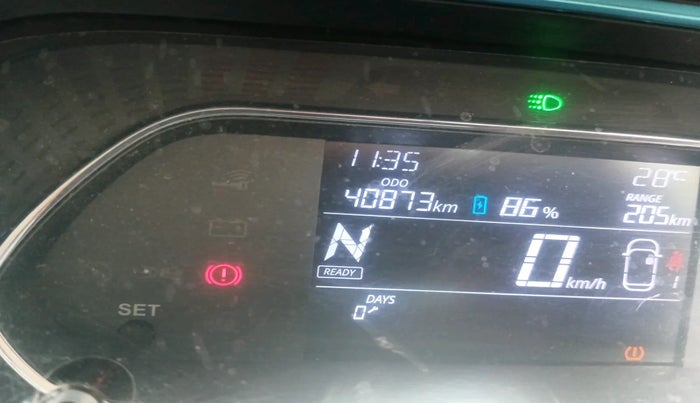 11:35
28°C
ODO
40873km
86%
RANGE
205km
N
READY
0 km/h
SET
DAYS
0